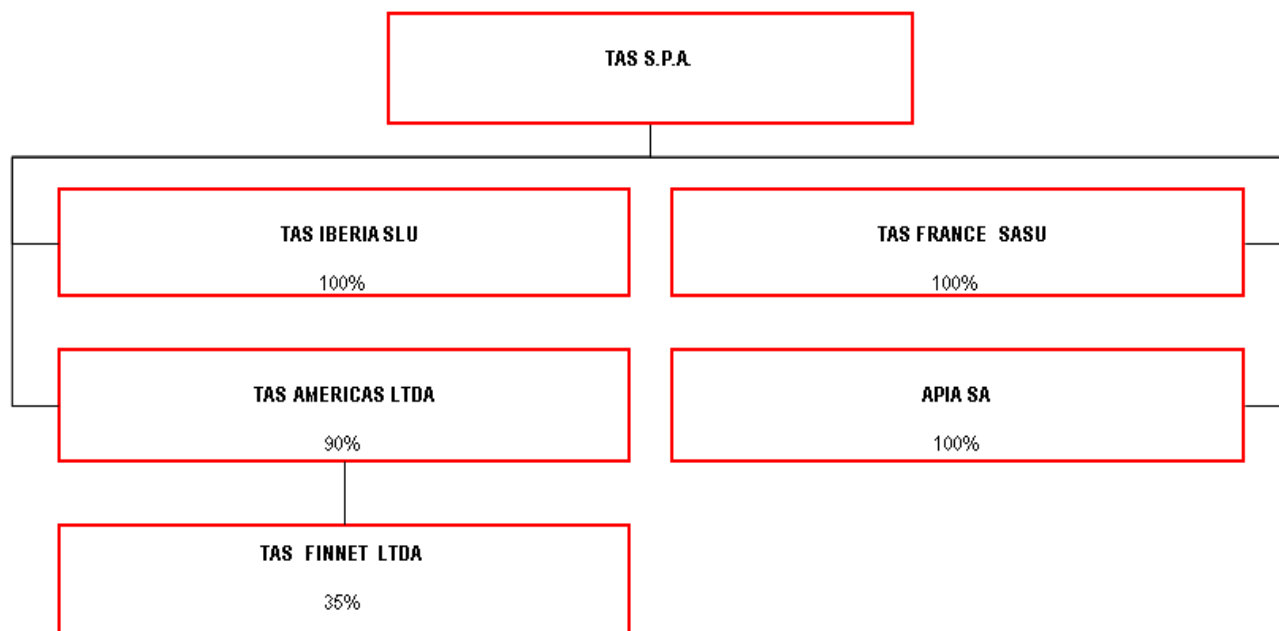 TAS S.P.A.
TAS IBERIA SLU
100%
TAS FRANCE SASU
100%
TAS AMERICAS LTDA
90%
APIA SA
100%
TAS FINNET LTDA
35%